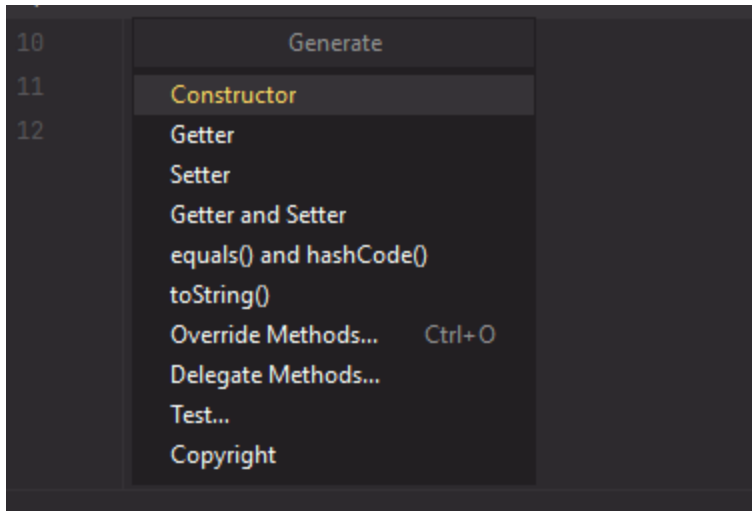 10
Generate
11
Constructor
12
Getter
Setter
Getter and Setter
equals() and hashCode()
toString()
Override Methods... Ctrl+O
Delegate Methods...
Test...
Copyright